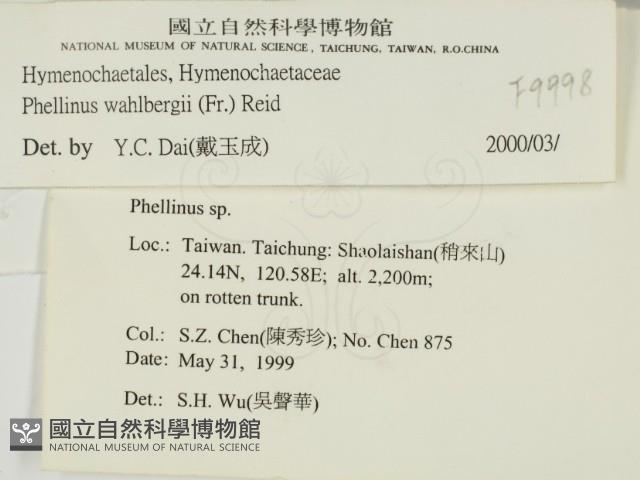 國立自然科學博物館
NATIONAL MUSEUM OF NATURAL SCIENCE, TAICHUNG, TAIWAN, R.O.CHINA
Hymenochaetales, Hymenochaetaceae
F9998
Phellinus wahlbergii (Fr.) Reid
Det. by Y.C. Dai(戴玉成) 2000/03/
Phellinus sp.
Loc.: Taiwan. Taichung: Shaolaishan(稍來山)
24.14N, 120.58E; alt. 2,200m;
on rotten trunk.
Col.: S.Z. Chen(陳秀珍); No. Chen 875
Date: May 31, 1999
Det.: S.H. Wu(吳聲華)
國立自然科學博物館
NATIONAL MUSEUM OF NATURAL SCIENCE